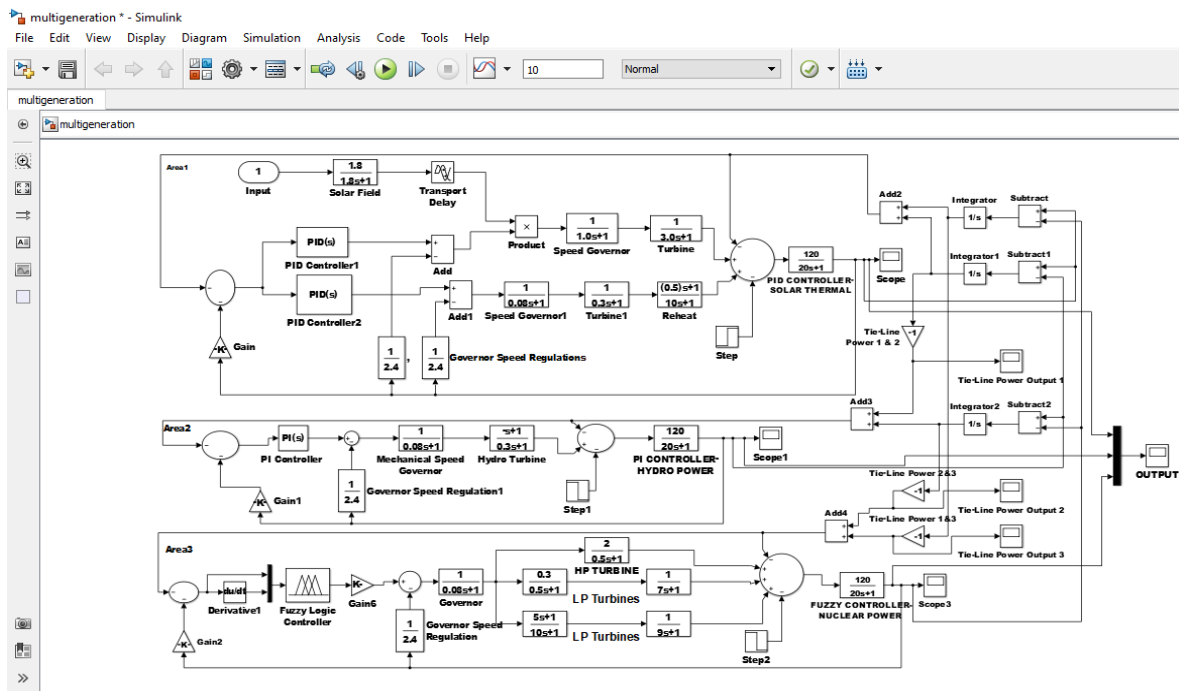 multigeneration * - Simulink
File Edit View Display Diagram Simulation Analysis Code Tools Help
10
Normal
multigeneration
multigeneration
Area1
1
Input
1.8
1.8s+1
Solar Field
Transport
Delay
×
Product
1
1.0s+1
Speed Governor
1
3.0s+1
Turbine
PID(s)
PID Controller1
PID(s)
PID Controller2
Add
Add1
1
0.08s+1
Speed Governor1
1
0.3s+1
Turbine1
(0.5)s+1
10s+1
Reheat
120
20s+1
PID CONTROLLER-
SOLAR THERMAL
Scope
Step
-K-
Gain
1
2.4
,
1
2.4
Governor Speed Regulations
Add2
Integrator
1/s
Subtract
Integrator1
1/s
Subtract1
-1
Tie-Line
Power 1 & 2
Tie-Line Power Output 1
Add3
Integrator2
1/s
Subtract2
Area2
PI(s)
PI Controller
1
0.08s+1
Mechanical Speed
Governor
-s+1
0.3s+1
Hydro Turbine
120
20s+1
PI CONTROLLER-
HYDRO POWER
Scope1
Step1
-K-
Gain1
1
2.4
Governor Speed Regulation1
OUTPUT
Tie-Line Power 2&3
-1
Tie-Line Power Output 2
Tie-Line Power 1&3
-1
Tie-Line Power Output 3
Add4
Area3
du/dt
Derivative1
Fuzzy Logic
Controller
K-
Gain6
1
0.08s+1
Governor
2
0.5s+1
HP TURBINE
0.3
0.5s+1
LP Turbines
1
7s+1
5s+1
10s+1
LP Turbines
1
9s+1
120
20s+1
FUZZY CONTROLLER-
NUCLEAR POWER
Scope3
Step2
-K-
Gain2
1
2.4
Governor Speed
Regulation